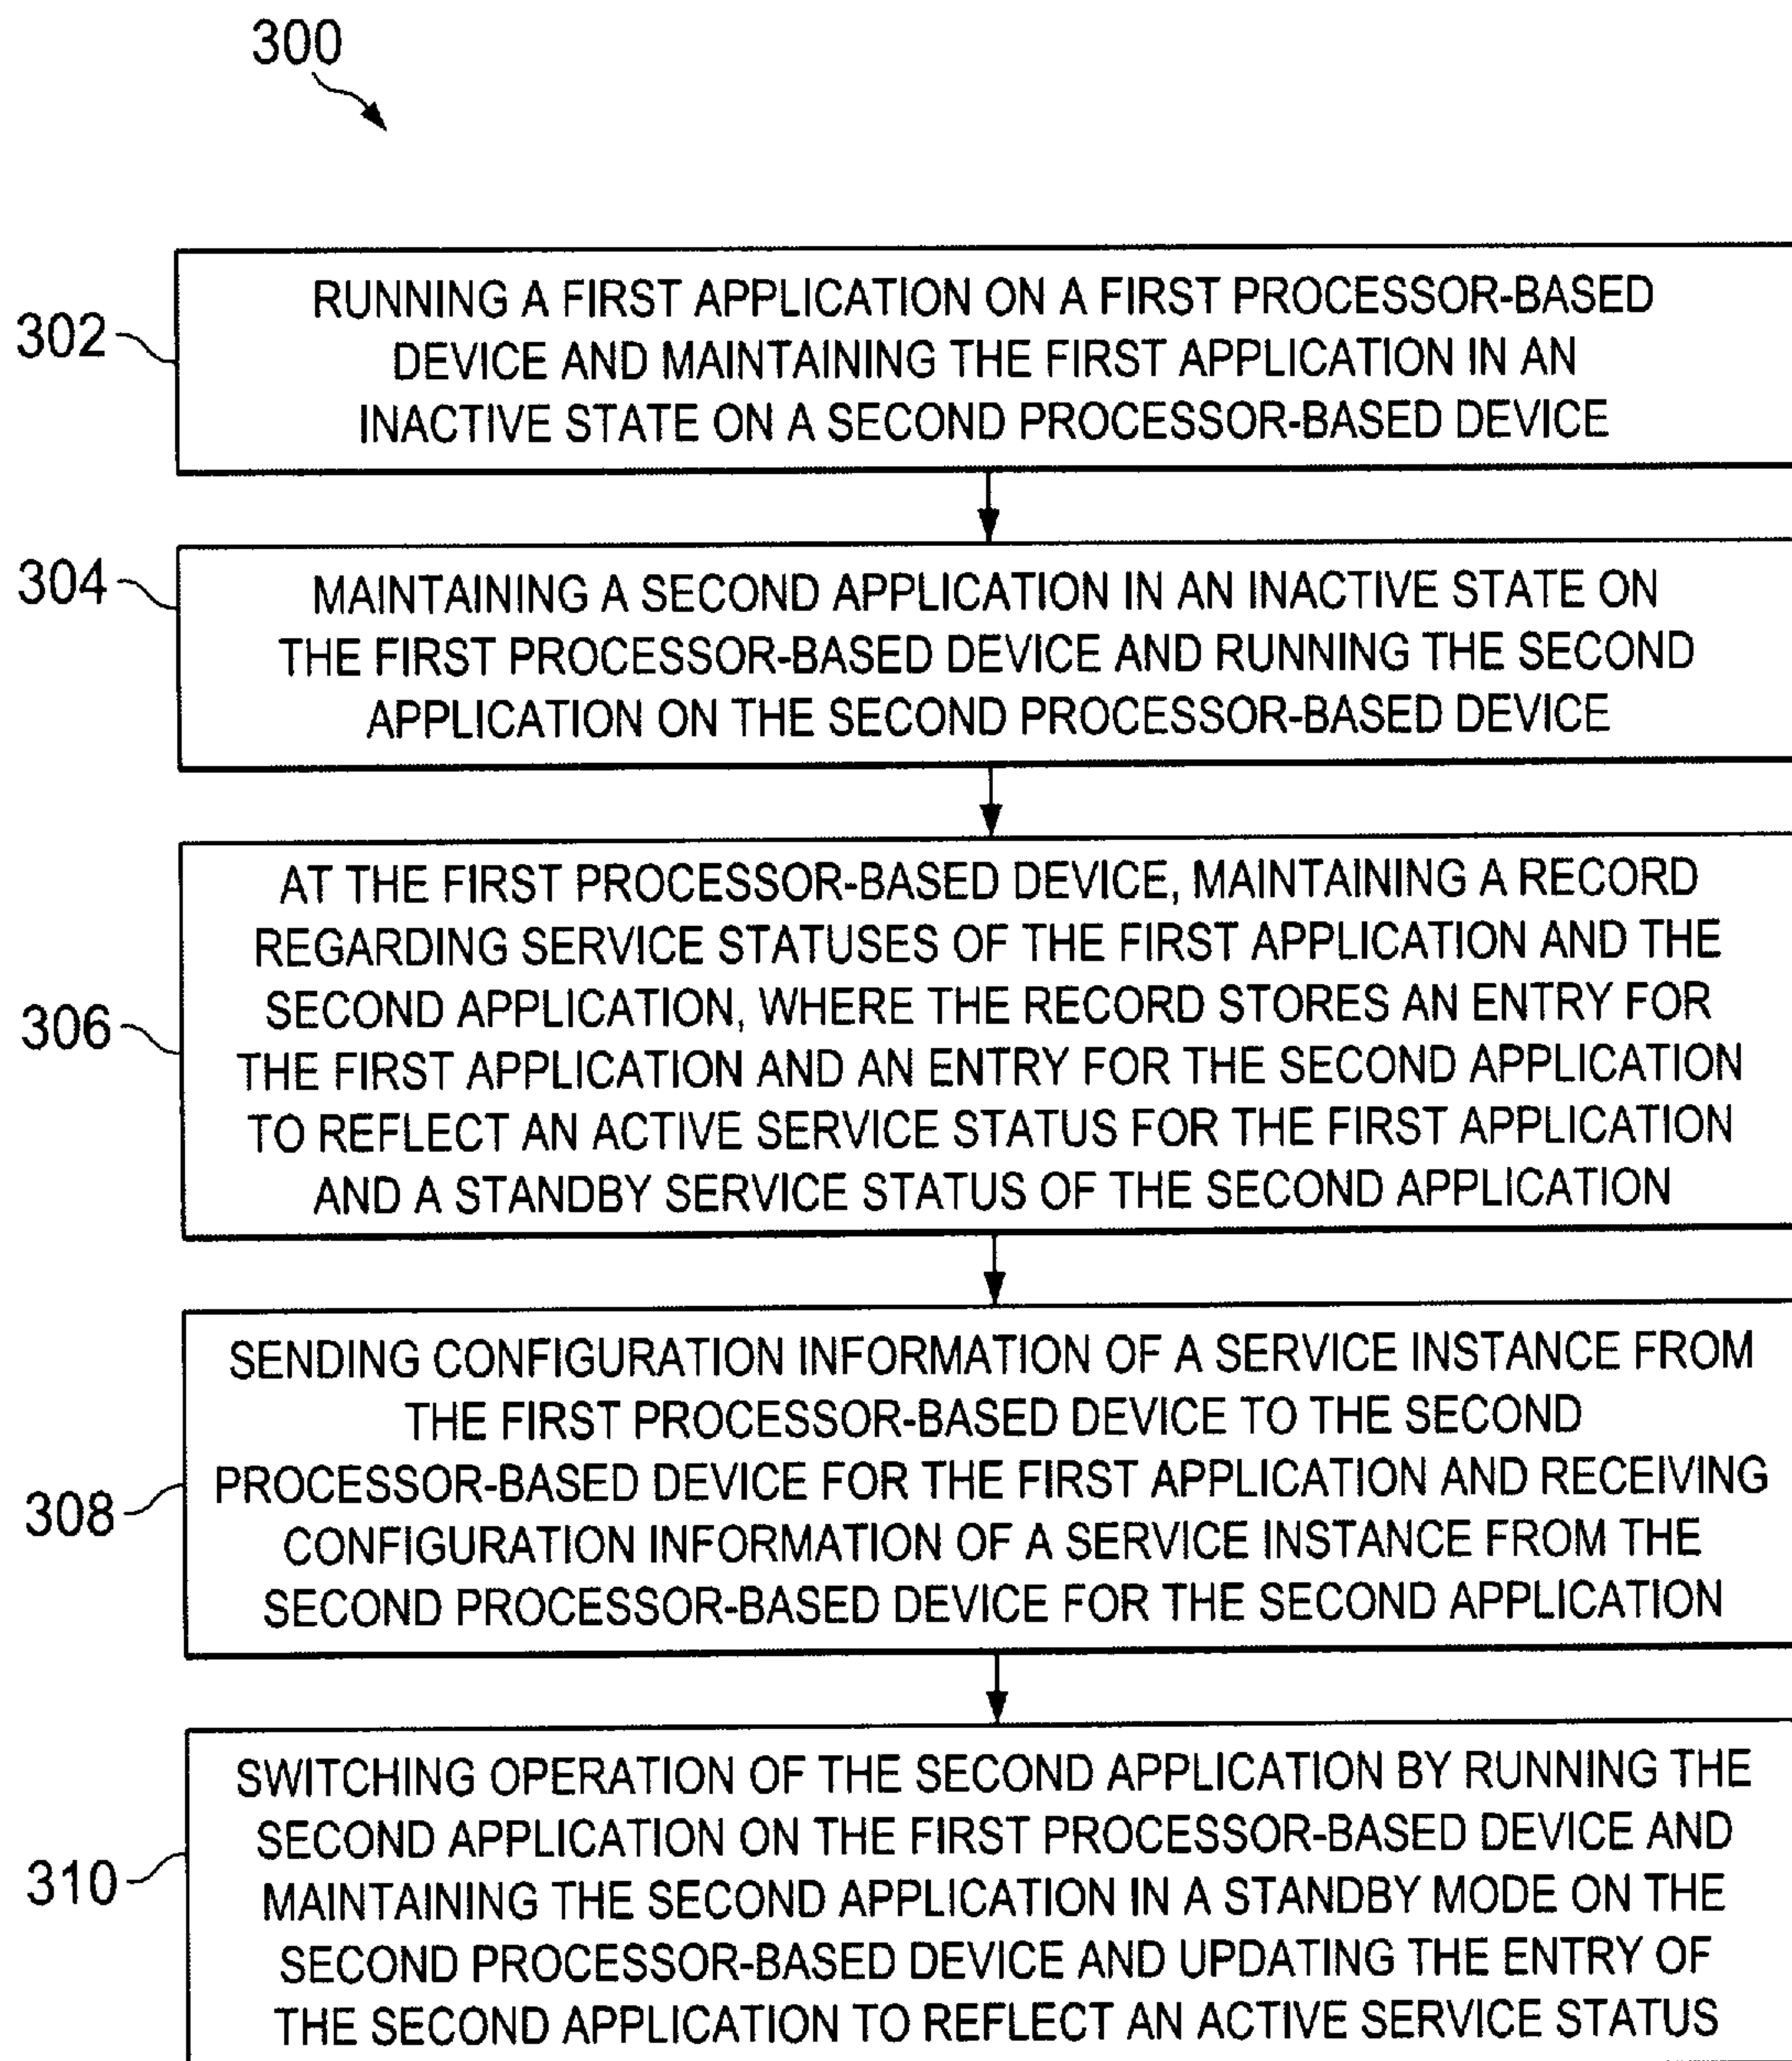 300
302
RUNNING A FIRST APPLICATION ON A FIRST PROCESSOR-BASED
DEVICE AND MAINTAINING THE FIRST APPLICATION IN AN
INACTIVE STATE ON A SECOND PROCESSOR-BASED DEVICE
304
MAINTAINING A SECOND APPLICATION IN AN INACTIVE STATE ON
THE FIRST PROCESSOR-BASED DEVICE AND RUNNING THE SECOND
APPLICATION ON THE SECOND PROCESSOR-BASED DEVICE
306
AT THE FIRST PROCESSOR-BASED DEVICE, MAINTAINING A RECORD
REGARDING SERVICE STATUSES OF THE FIRST APPLICATION AND THE
SECOND APPLICATION, WHERE THE RECORD STORES AN ENTRY FOR
THE FIRST APPLICATION AND AN ENTRY FOR THE SECOND APPLICATION
TO REFLECT AN ACTIVE SERVICE STATUS FOR THE FIRST APPLICATION
AND A STANDBY SERVICE STATUS OF THE SECOND APPLICATION
308
SENDING CONFIGURATION INFORMATION OF A SERVICE INSTANCE FROM
THE FIRST PROCESSOR-BASED DEVICE TO THE SECOND
PROCESSOR-BASED DEVICE FOR THE FIRST APPLICATION AND RECEIVING
CONFIGURATION INFORMATION OF A SERVICE INSTANCE FROM THE
SECOND PROCESSOR-BASED DEVICE FOR THE SECOND APPLICATION
310
SWITCHING OPERATION OF THE SECOND APPLICATION BY RUNNING THE
SECOND APPLICATION ON THE FIRST PROCESSOR-BASED DEVICE AND
MAINTAINING THE SECOND APPLICATION IN A STANDBY MODE ON THE
SECOND PROCESSOR-BASED DEVICE AND UPDATING THE ENTRY OF
THE SECOND APPLICATION TO REFLECT AN ACTIVE SERVICE STATUS